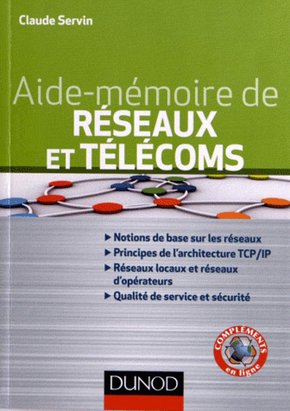 Claude Servin
Aide-mémoire de
RÉSEAUX
ET TÉLÉCOMS
Notions de base sur les réseaux
Principes de l'architecture TCP/IP
Réseaux locaux et réseaux
d'opérateurs
Qualité de service et sécurité
COMPLÉMENTS
en ligne
DUNOD